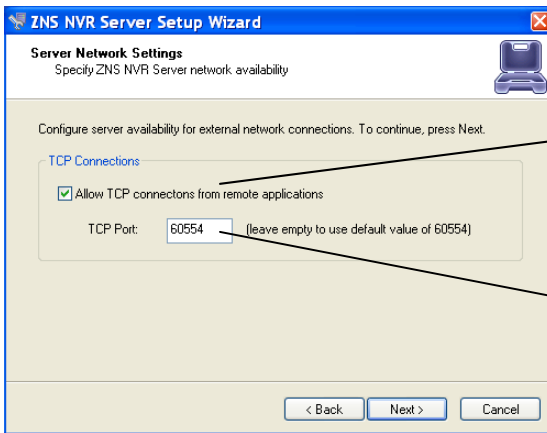 ZNS NVR Server Setup Wizard
Server Network Settings
Specify ZNS NVR Server network availability
Configure server availability for external network connections. To continue, press Next.
TCP Connections
Allow TCP connectons from remote applications
TCP Port: 60554 (leave empty to use default value of 60554)
< Back Next > Cancel